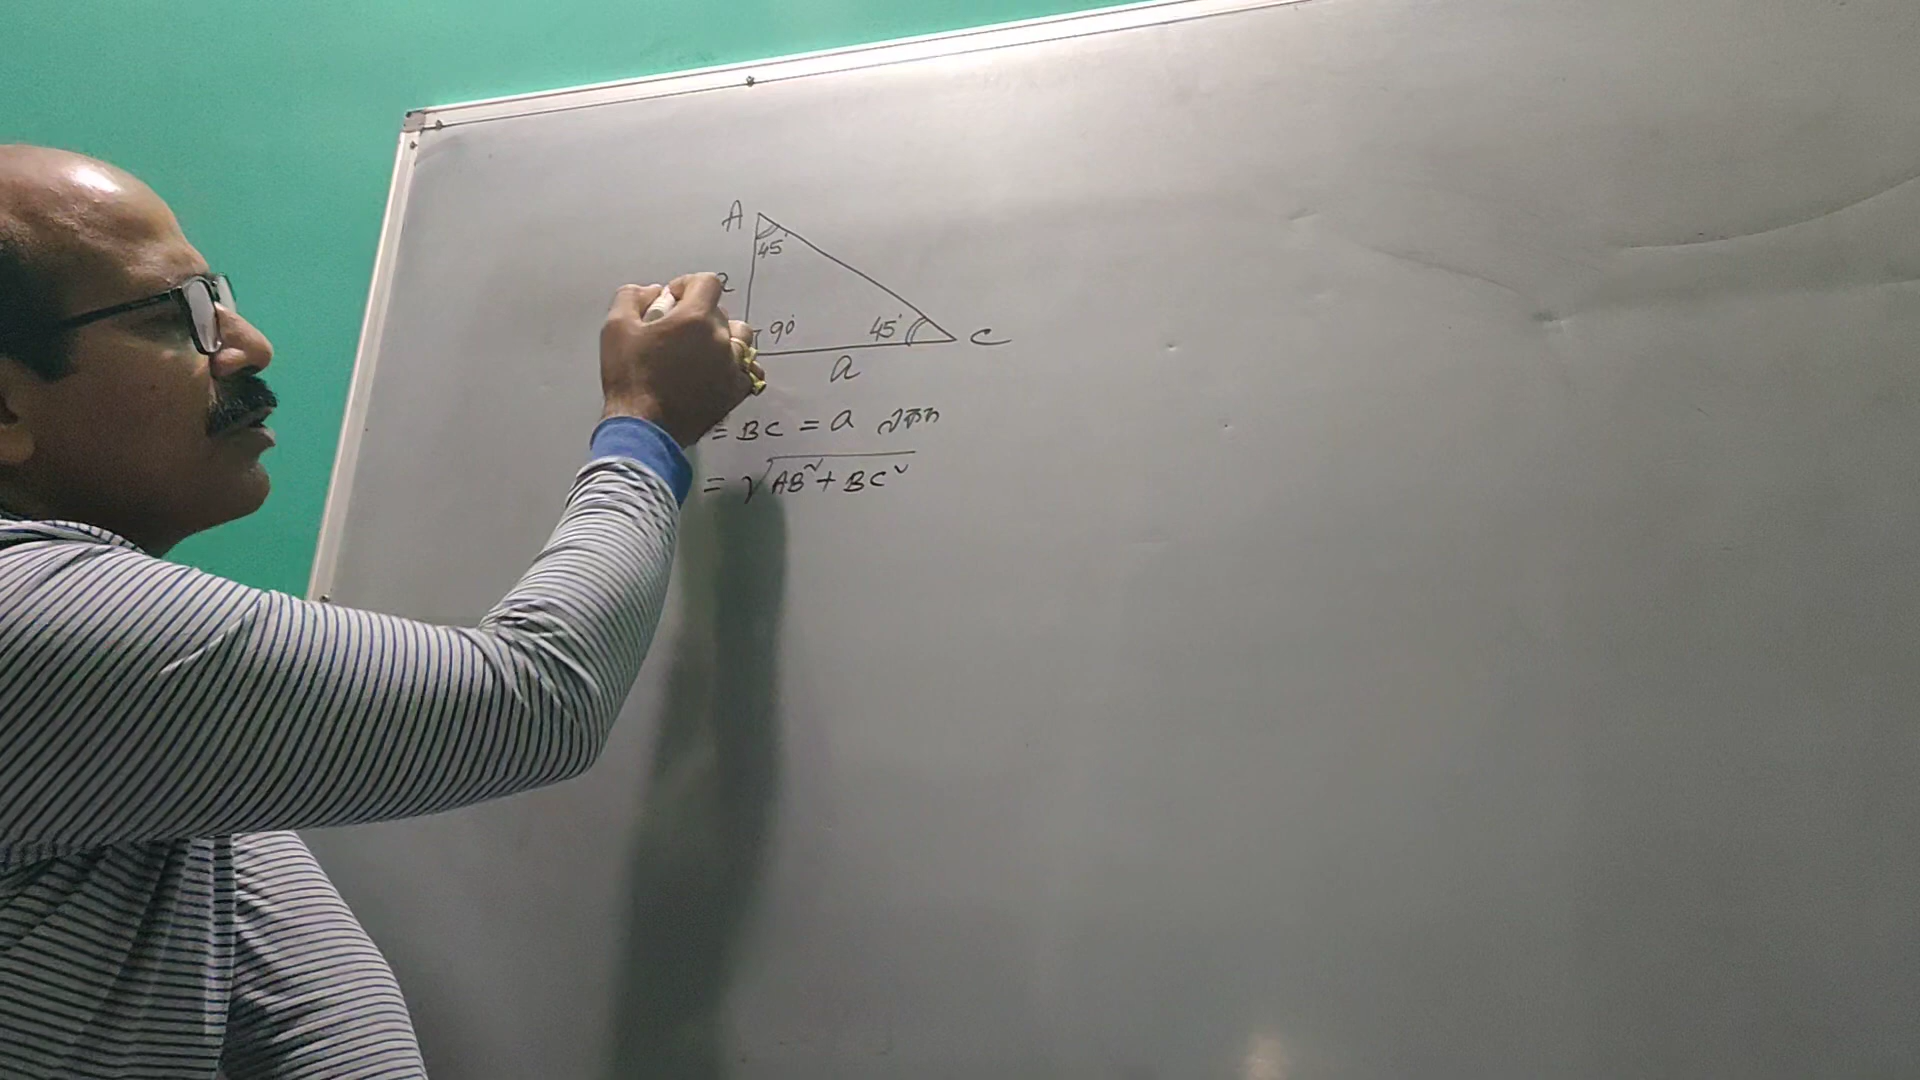 A
45°
a
90°
45°
C
a
= BC = a একক
= √AB² + BC²